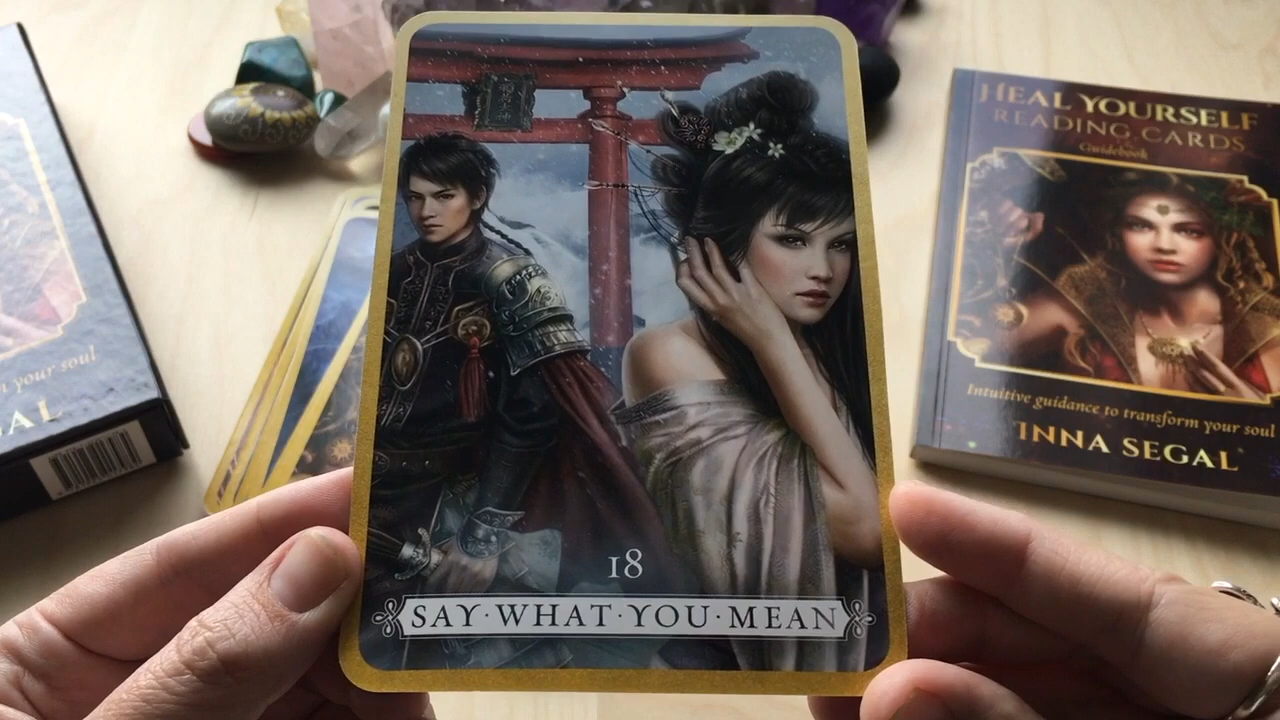 18
SAY·WHAT·YOU·MEAN
HEAL YOURSELF
READING CARDS
Guidebook
Intuitive guidance to transform your soul
INNA SEGAL
your soul
GAL